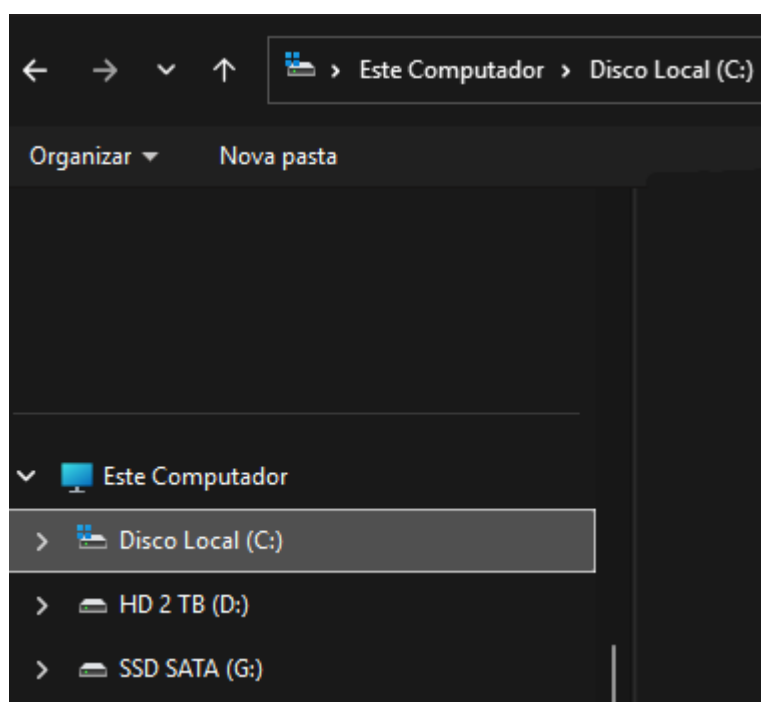 Este Computador > Disco Local (C:)
Organizar Nova pasta
Este Computador
Disco Local (C:)
HD 2 TB (D:)
SSD SATA (G:)